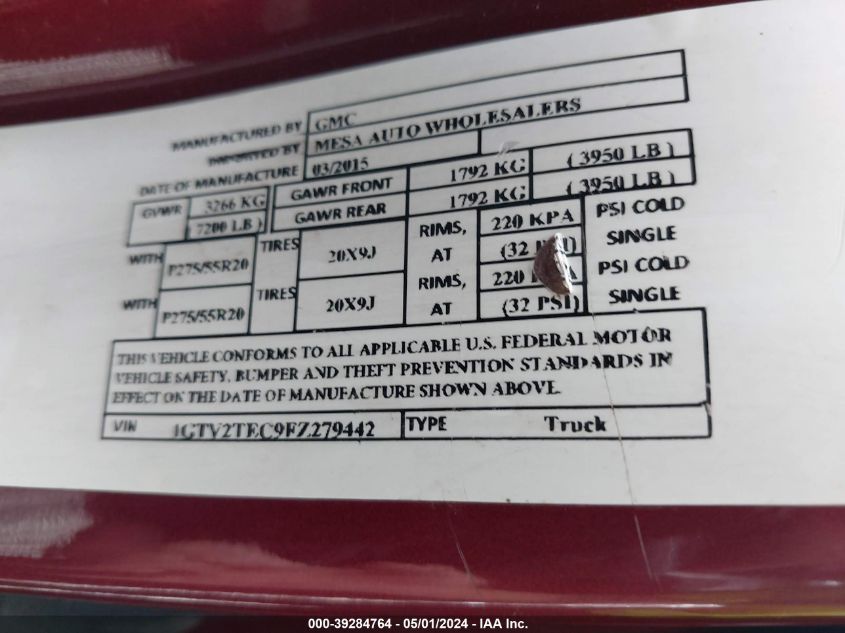 MANUFACTURED BY GMC
IMPORTED BY MESA AUTO WHOLESALERS
DATE OF MANUFACTURE 03/2015
GVWR 3266 KG GAWR FRONT 1792 KG ( 3950 LB )
( 7200 LB ) GAWR REAR 1792 KG ( 3950 LB )
WITH P275/55R20 TIRES 20X9J RIMS, AT 220 KPA (32 PSI) PSI COLD SINGLE
WITH P275/55R20 TIRES 20X9J RIMS, AT 220 KPA (32 PSI) PSI COLD SINGLE
THIS VEHICLE CONFORMS TO ALL APPLICABLE U.S. FEDERAL MOTOR
VEHICLE SAFETY, BUMPER AND THEFT PREVENTION STANDARDS IN
EFFECT ON THE DATE OF MANUFACTURE SHOWN ABOVE.
VIN 1GTV2TEC9FZ279442 TYPE Truck
000-39284764 - 05/01/2024 - IAA Inc.